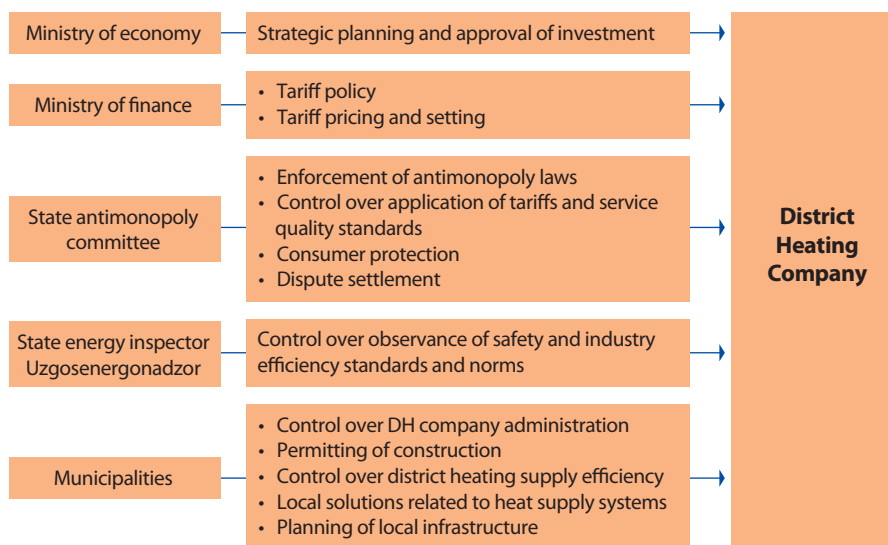 Ministry of economy
Strategic planning and approval of investment
Ministry of finance
• Tariff policy
• Tariff pricing and setting
State antimonopoly
committee
• Enforcement of antimonopoly laws
• Control over application of tariffs and service
quality standards
• Consumer protection
• Dispute settlement
District
Heating
Company
State energy inspector
Uzgosenergonadzor
Control over observance of safety and industry
efficiency standards and norms
Municipalities
• Control over DH company administration
• Permitting of construction
• Control over district heating supply efficiency
• Local solutions related to heat supply systems
• Planning of local infrastructure